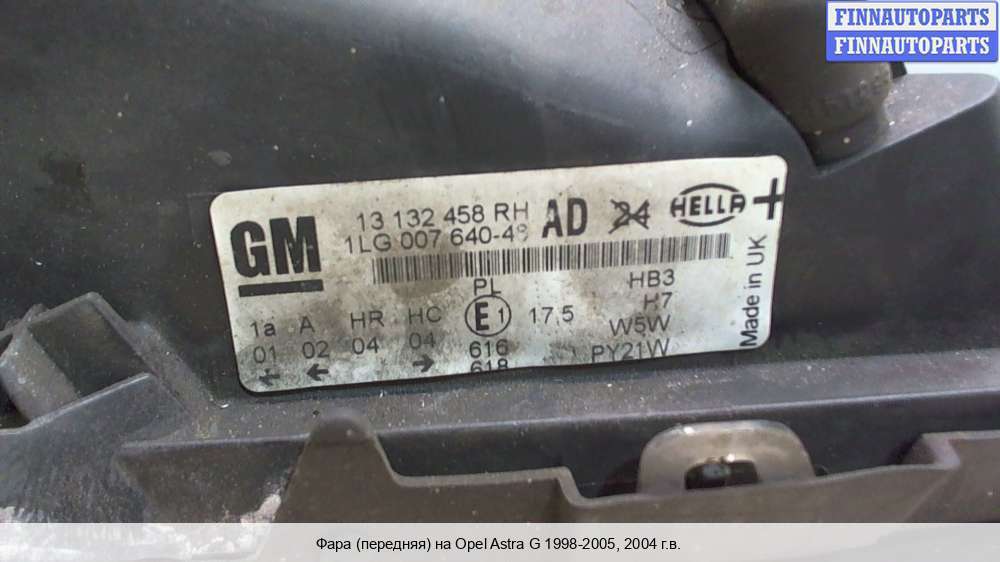 FINNAUTOPARTS
FINNAUTOPARTS
GM
13 132 458 RH
1LG 007 640-48
AD
24
HELLA
+
PL
HB3
1a A HR HC E 1 17,5 H7
W5W
01 02 04 04 616 PY21W
← ← → 618
Made in UK
Фара (передняя) на Opel Astra G 1998-2005, 2004 г.в.